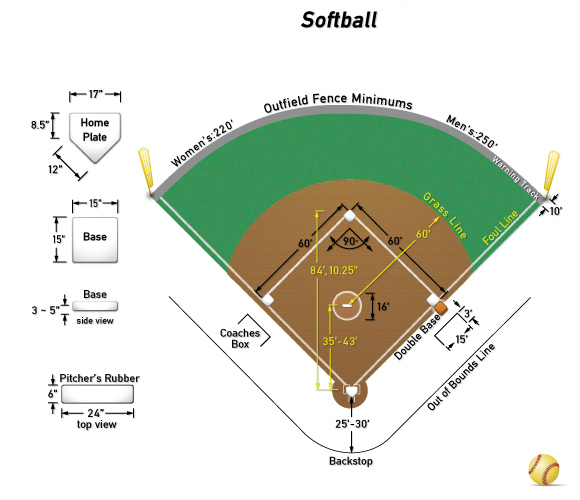 Softball
Outfield Fence Minimums
Women's:220'
Men's:250'
Warning Track
10'
17"
8.5"
Home
Plate
12"
Grass Line
Foul Line
15"
15"
Base
60'
90°
60'
60'
84',10.25"
Base
3 ~ 5"
side view
16'
3'
15'
Coaches
Box
35'-43'
Double Base
Out of Bounds Line
Pitcher's Rubber
6"
24"
top view
25'-30'
Backstop